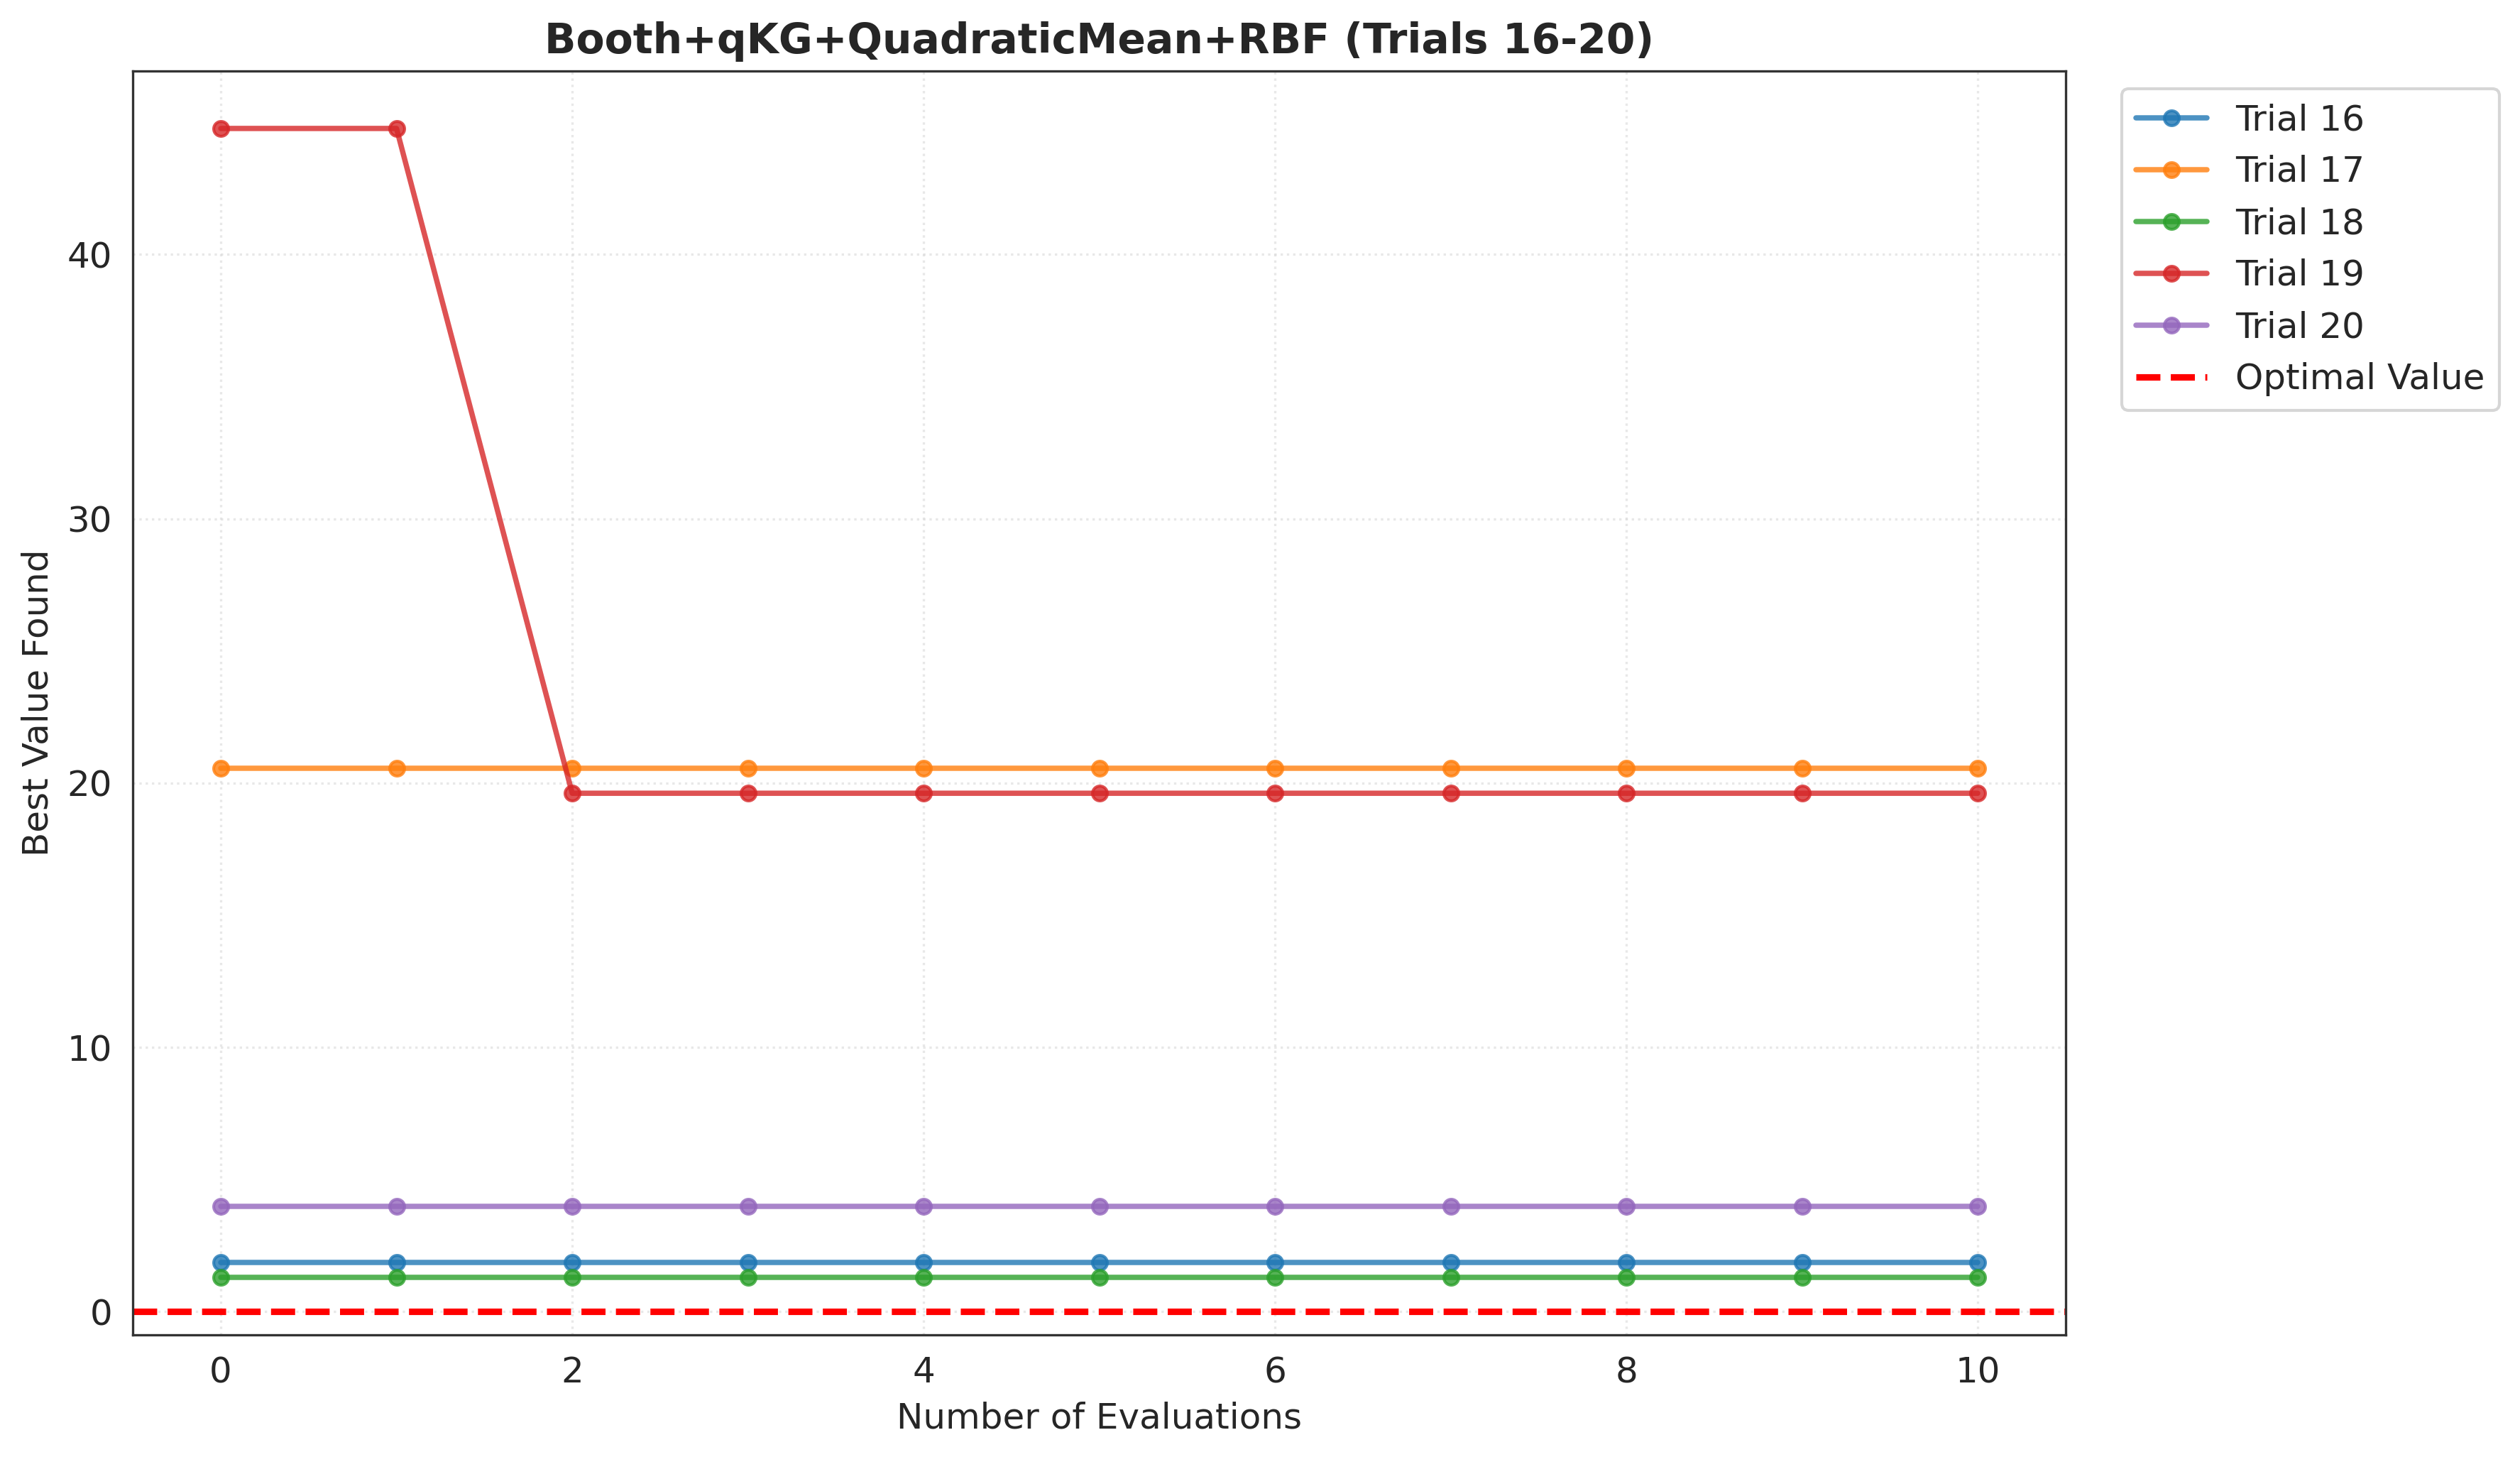 Booth+qKG+QuadraticMean+RBF (Trials 16-20)
Best Value Found
40
30
20
10
0
0 2 4 6 8 10
Number of Evaluations
Trial 16
Trial 17
Trial 18
Trial 19
Trial 20
Optimal Value